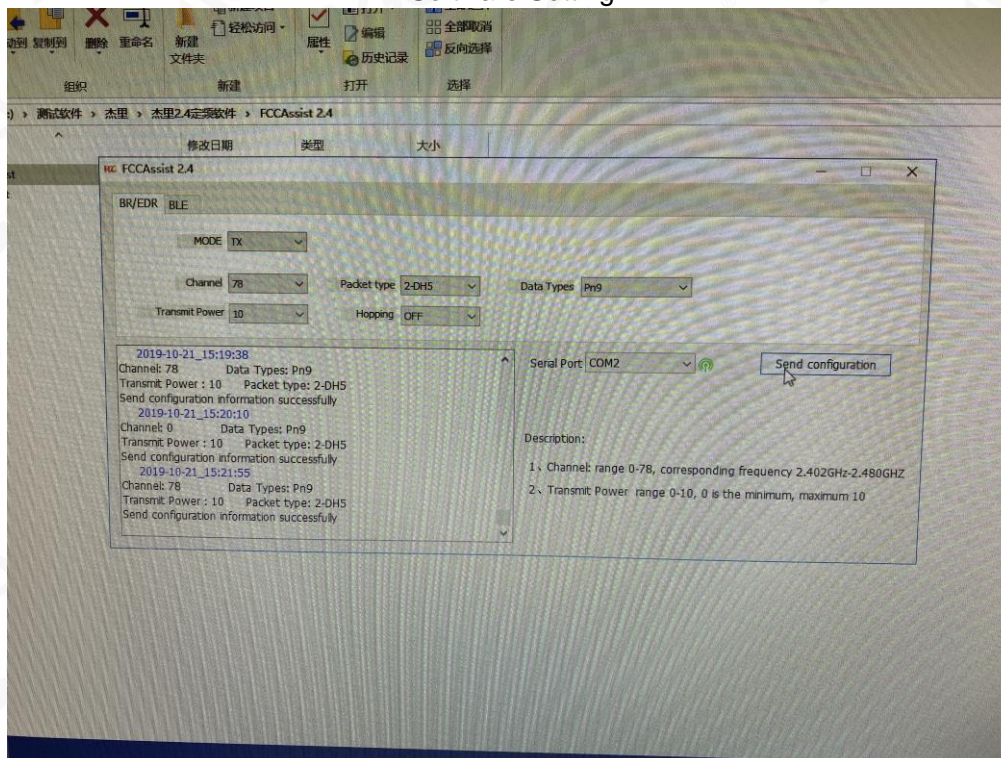 轻松访问
编辑
全部取消
复制到
删除
重命名
新建
文件夹
属性
历史记录
反向选择
组织
新建
打开
选择
测试软件 › 杰里 › 杰里2.4定频软件 › FCCAssist 2.4
修改日期 类型 大小
FCCAssist 2.4
BR/EDR BLE
MODE TX
Channel 78 Packet type 2-DH5 Data Types Pn9
Transmit Power 10 Hopping OFF
2019-10-21_15:19:38
Channel: 78 Data Types: Pn9
Transmit Power : 10 Packet type: 2-DH5
Send configuration information successfully
2019-10-21_15:20:10
Channel: 0 Data Types: Pn9
Transmit Power : 10 Packet type: 2-DH5
Send configuration information successfully
2019-10-21_15:21:55
Channel: 78 Data Types: Pn9
Transmit Power : 10 Packet type: 2-DH5
Send configuration information successfully
Serial Port COM2 Send configuration
Description:
1、Channel: range 0-78, corresponding frequency 2.402GHz-2.480GHZ
2、Transmit Power range 0-10, 0 is the minimum, maximum 10